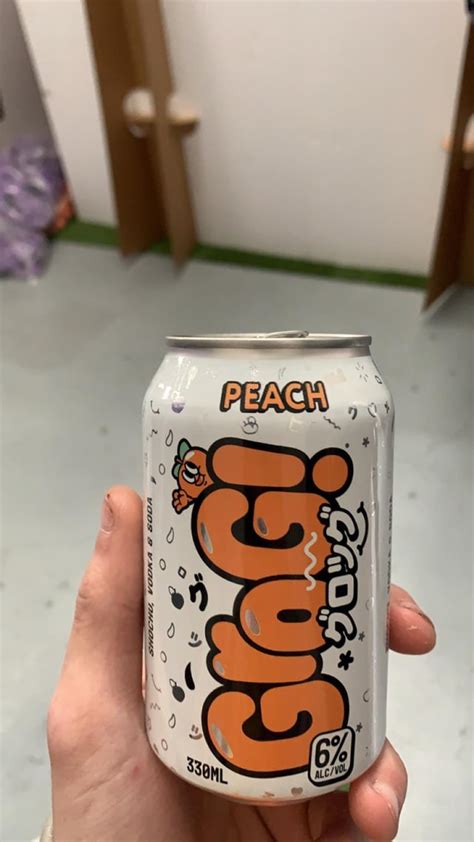 PEACH
SHOCHU, VODKA & SODA
GroG!
グロッグ
330ML
6%
ALC/VOL